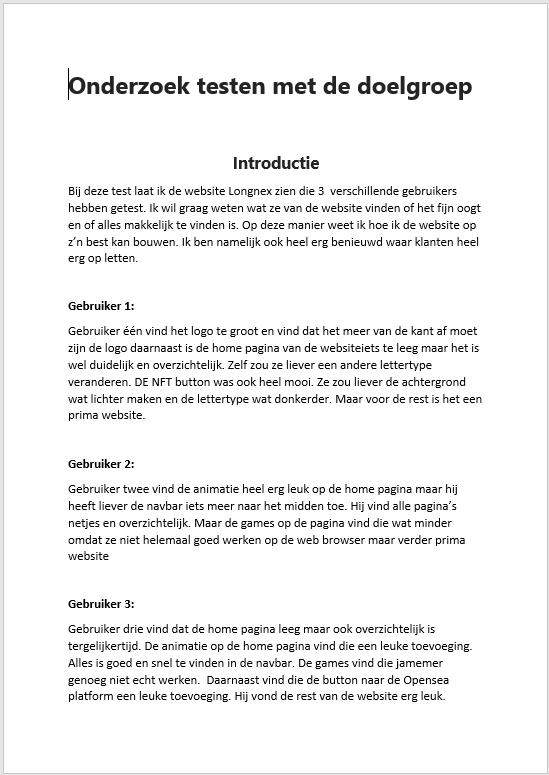 Onderzoek testen met de doelgroep
Introductie
Bij deze test laat ik de website Longnex zien die 3  verschillende gebruikers
hebben getest. Ik wil graag weten wat ze van de website vinden of het fijn oogt
en of alles makkelijk te vinden is. Op deze manier weet ik hoe ik de website op
z’n best kan bouwen. Ik ben namelijk ook heel erg benieuwd waar klanten heel
erg op letten.
Gebruiker 1:
Gebruiker één vind het logo te groot en vind dat het meer van de kant af moet
zijn de logo daarnaast is de home pagina van de websiteiets te leeg maar het is
wel duidelijk en overzichtelijk. Zelf zou ze liever een andere lettertype
veranderen. DE NFT button was ook heel mooi. Ze zou liever de achtergrond
wat lichter maken en de lettertype wat donkerder. Maar voor de rest is het een
prima website.
Gebruiker 2:
Gebruiker twee vind de animatie heel erg leuk op de home pagina maar hij
heeft liever de navbar iets meer naar het midden toe. Hij vind alle pagina’s
netjes en overzichtelijk. Maar de games op de pagina vind die wat minder
omdat ze niet helemaal goed werken op de web browser maar verder prima
website
Gebruiker 3:
Gebruiker drie vind dat de home pagina leeg maar ook overzichtelijk is
tergelijkertijd. De animatie op de home pagina vind die een leuke toevoeging.
Alles is goed en snel te vinden in de navbar. De games vind die jamemer
genoeg niet echt werken.  Daarnaast vind die de button naar de Opensea
platform een leuke toevoeging. Hij vond de rest van de website erg leuk.